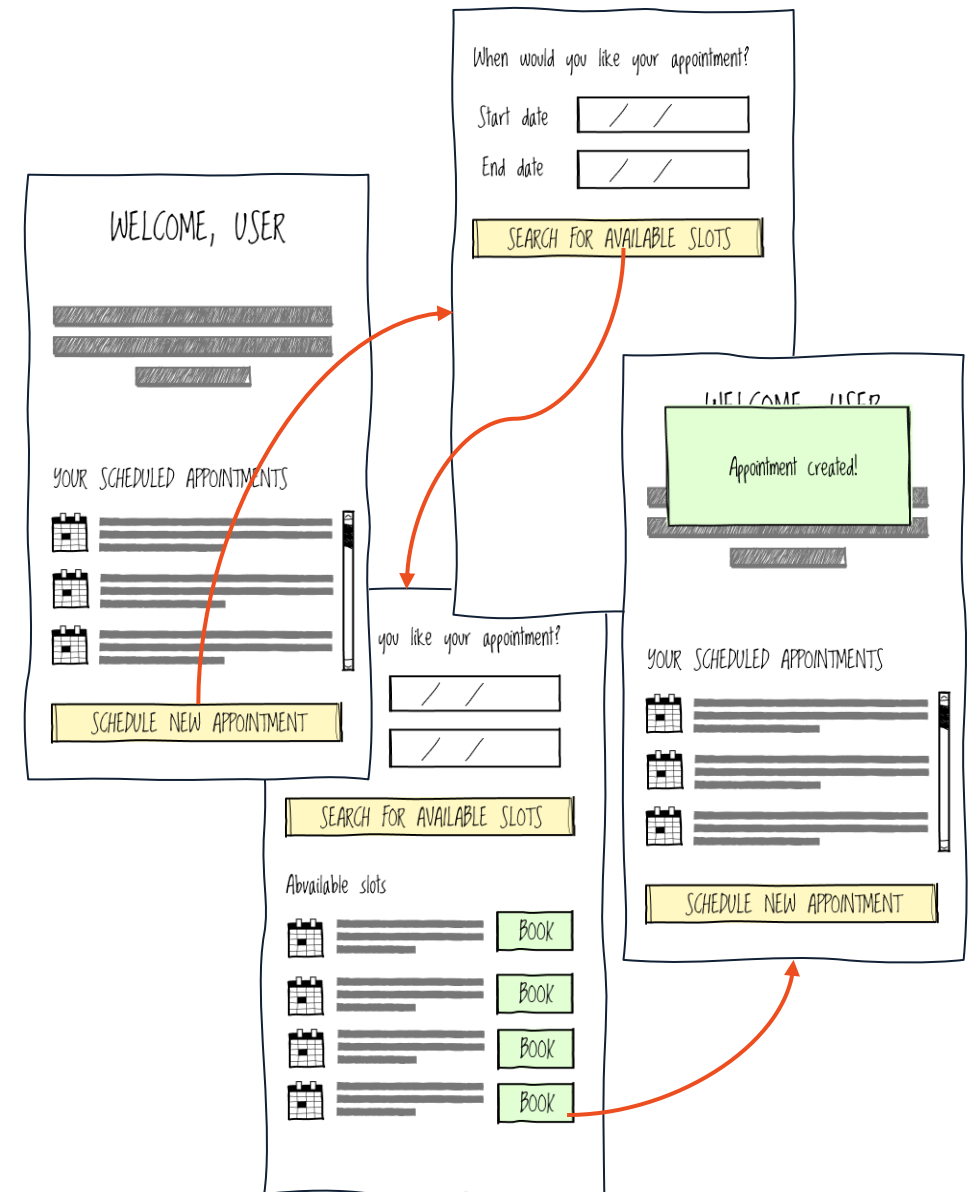 WELCOME, USER
YOUR SCHEDULED APPOINTMENTS
SCHEDULE NEW APPOINTMENT
When would you like your appointment?
Start date / /
End date / /
SEARCH FOR AVAILABLE SLOTS
you like your appointment?
/ /
/ /
SEARCH FOR AVAILABLE SLOTS
Abvailable slots
BOOK
BOOK
BOOK
BOOK
WELCOME, USER
Appointment created!
YOUR SCHEDULED APPOINTMENTS
SCHEDULE NEW APPOINTMENT